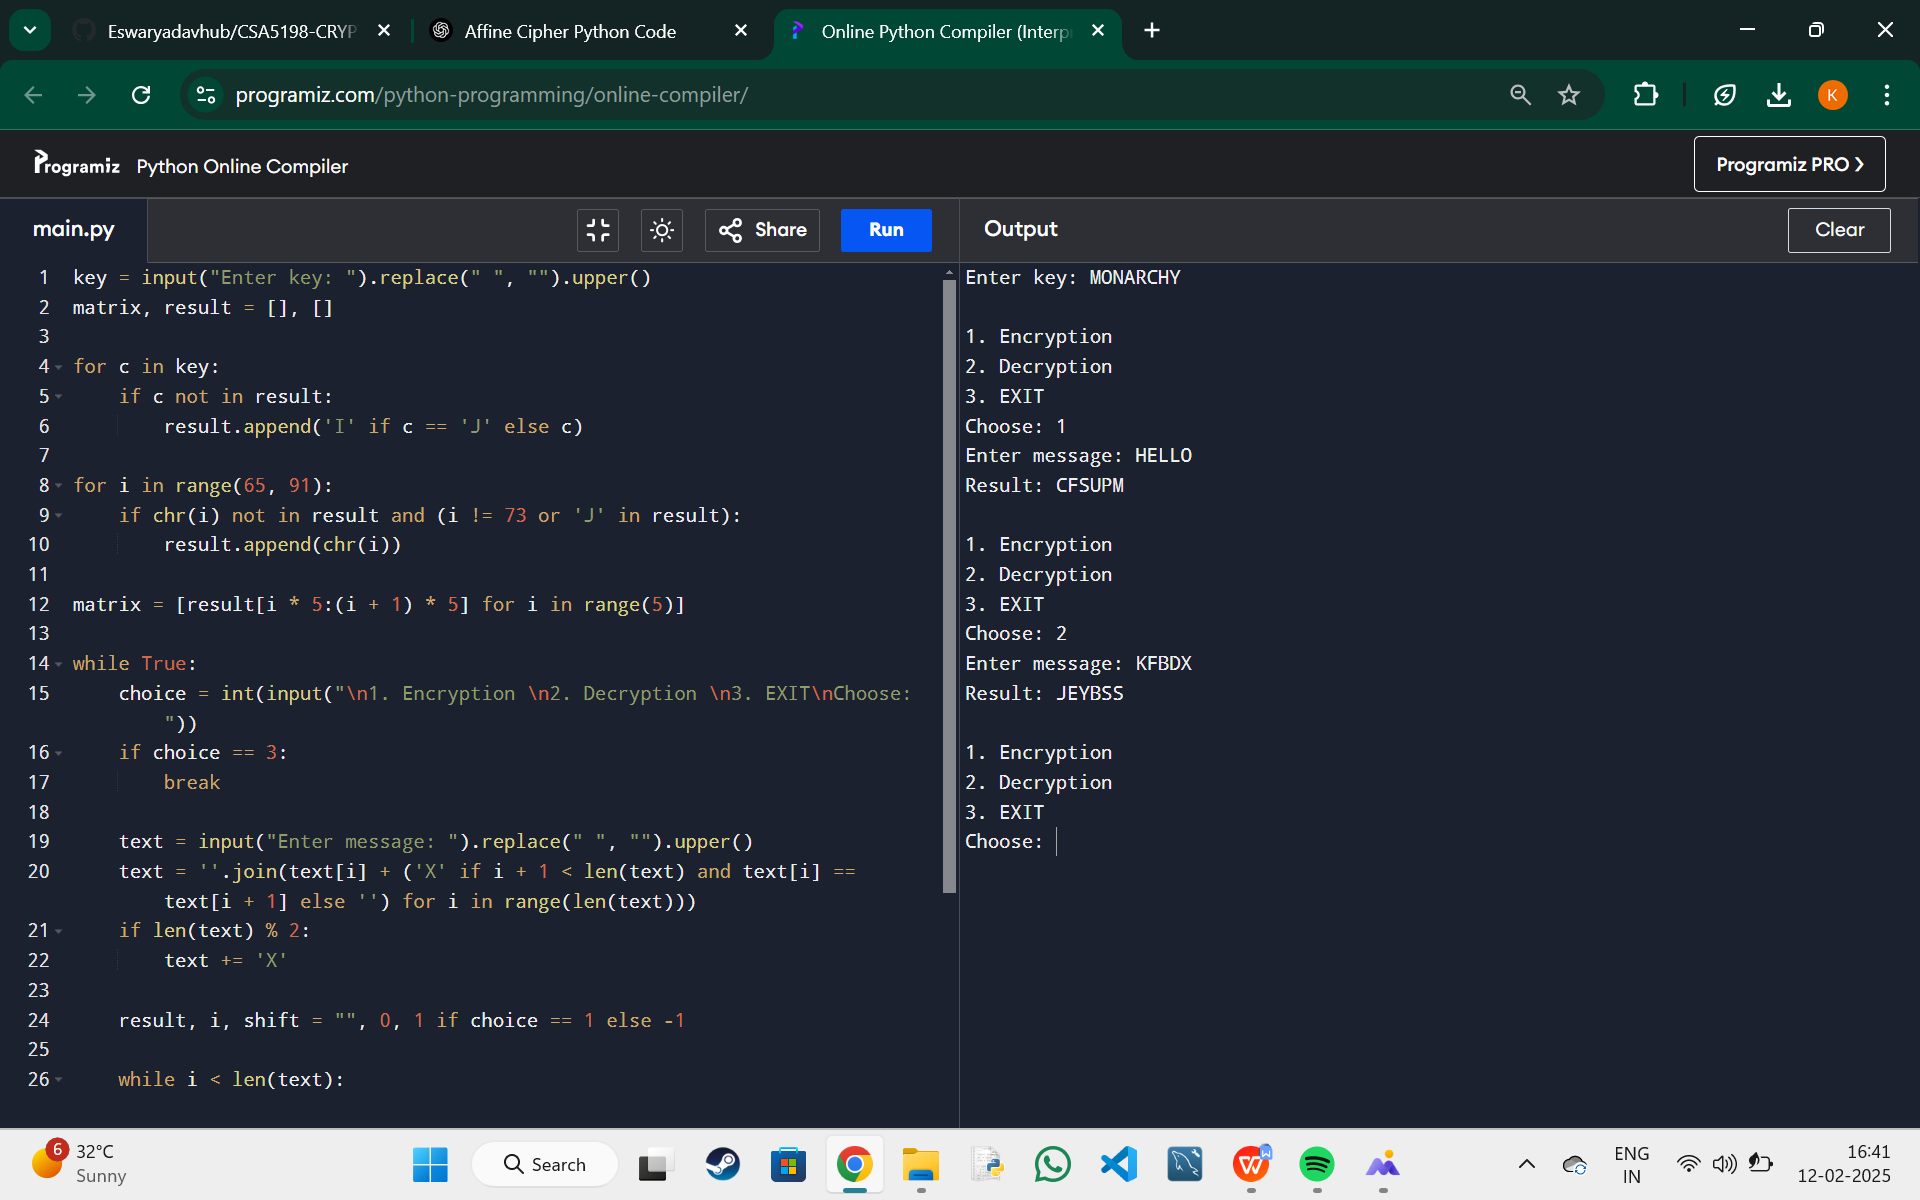 Eswaryadavhub/CSA5198-CRYP
Affine Cipher Python Code
Online Python Compiler (Interp
programiz.com/python-programming/online-compiler/
K
Programiz Python Online Compiler
Programiz PRO ❯
main.py
Share
Run
Output
Clear
1 key = input("Enter key: ").replace(" ", "").upper()
2 matrix, result = [], []
3
4 for c in key:
5     if c not in result:
6         result.append('I' if c == 'J' else c)
7
8 for i in range(65, 91):
9     if chr(i) not in result and (i != 73 or 'J' in result):
10         result.append(chr(i))
11
12 matrix = [result[i * 5:(i + 1) * 5] for i in range(5)]
13
14 while True:
15     choice = int(input("\n1. Encryption \n2. Decryption \n3. EXIT\nChoose:
"))
16     if choice == 3:
17         break
18
19     text = input("Enter message: ").replace(" ", "").upper()
20     text = ''.join(text[i] + ('X' if i + 1 < len(text) and text[i] ==
text[i + 1] else '') for i in range(len(text)))
21     if len(text) % 2:
22         text += 'X'
23
24     result, i, shift = "", 0, 1 if choice == 1 else -1
25
26     while i < len(text):
Enter key: MONARCHY
1. Encryption
2. Decryption
3. EXIT
Choose: 1
Enter message: HELLO
Result: CFSUPM
1. Encryption
2. Decryption
3. EXIT
Choose: 2
Enter message: KFBDX
Result: JEYBSS
1. Encryption
2. Decryption
3. EXIT
Choose:
6
32°C
Sunny
Search
W
W
ENG
IN
16:41
12-02-2025